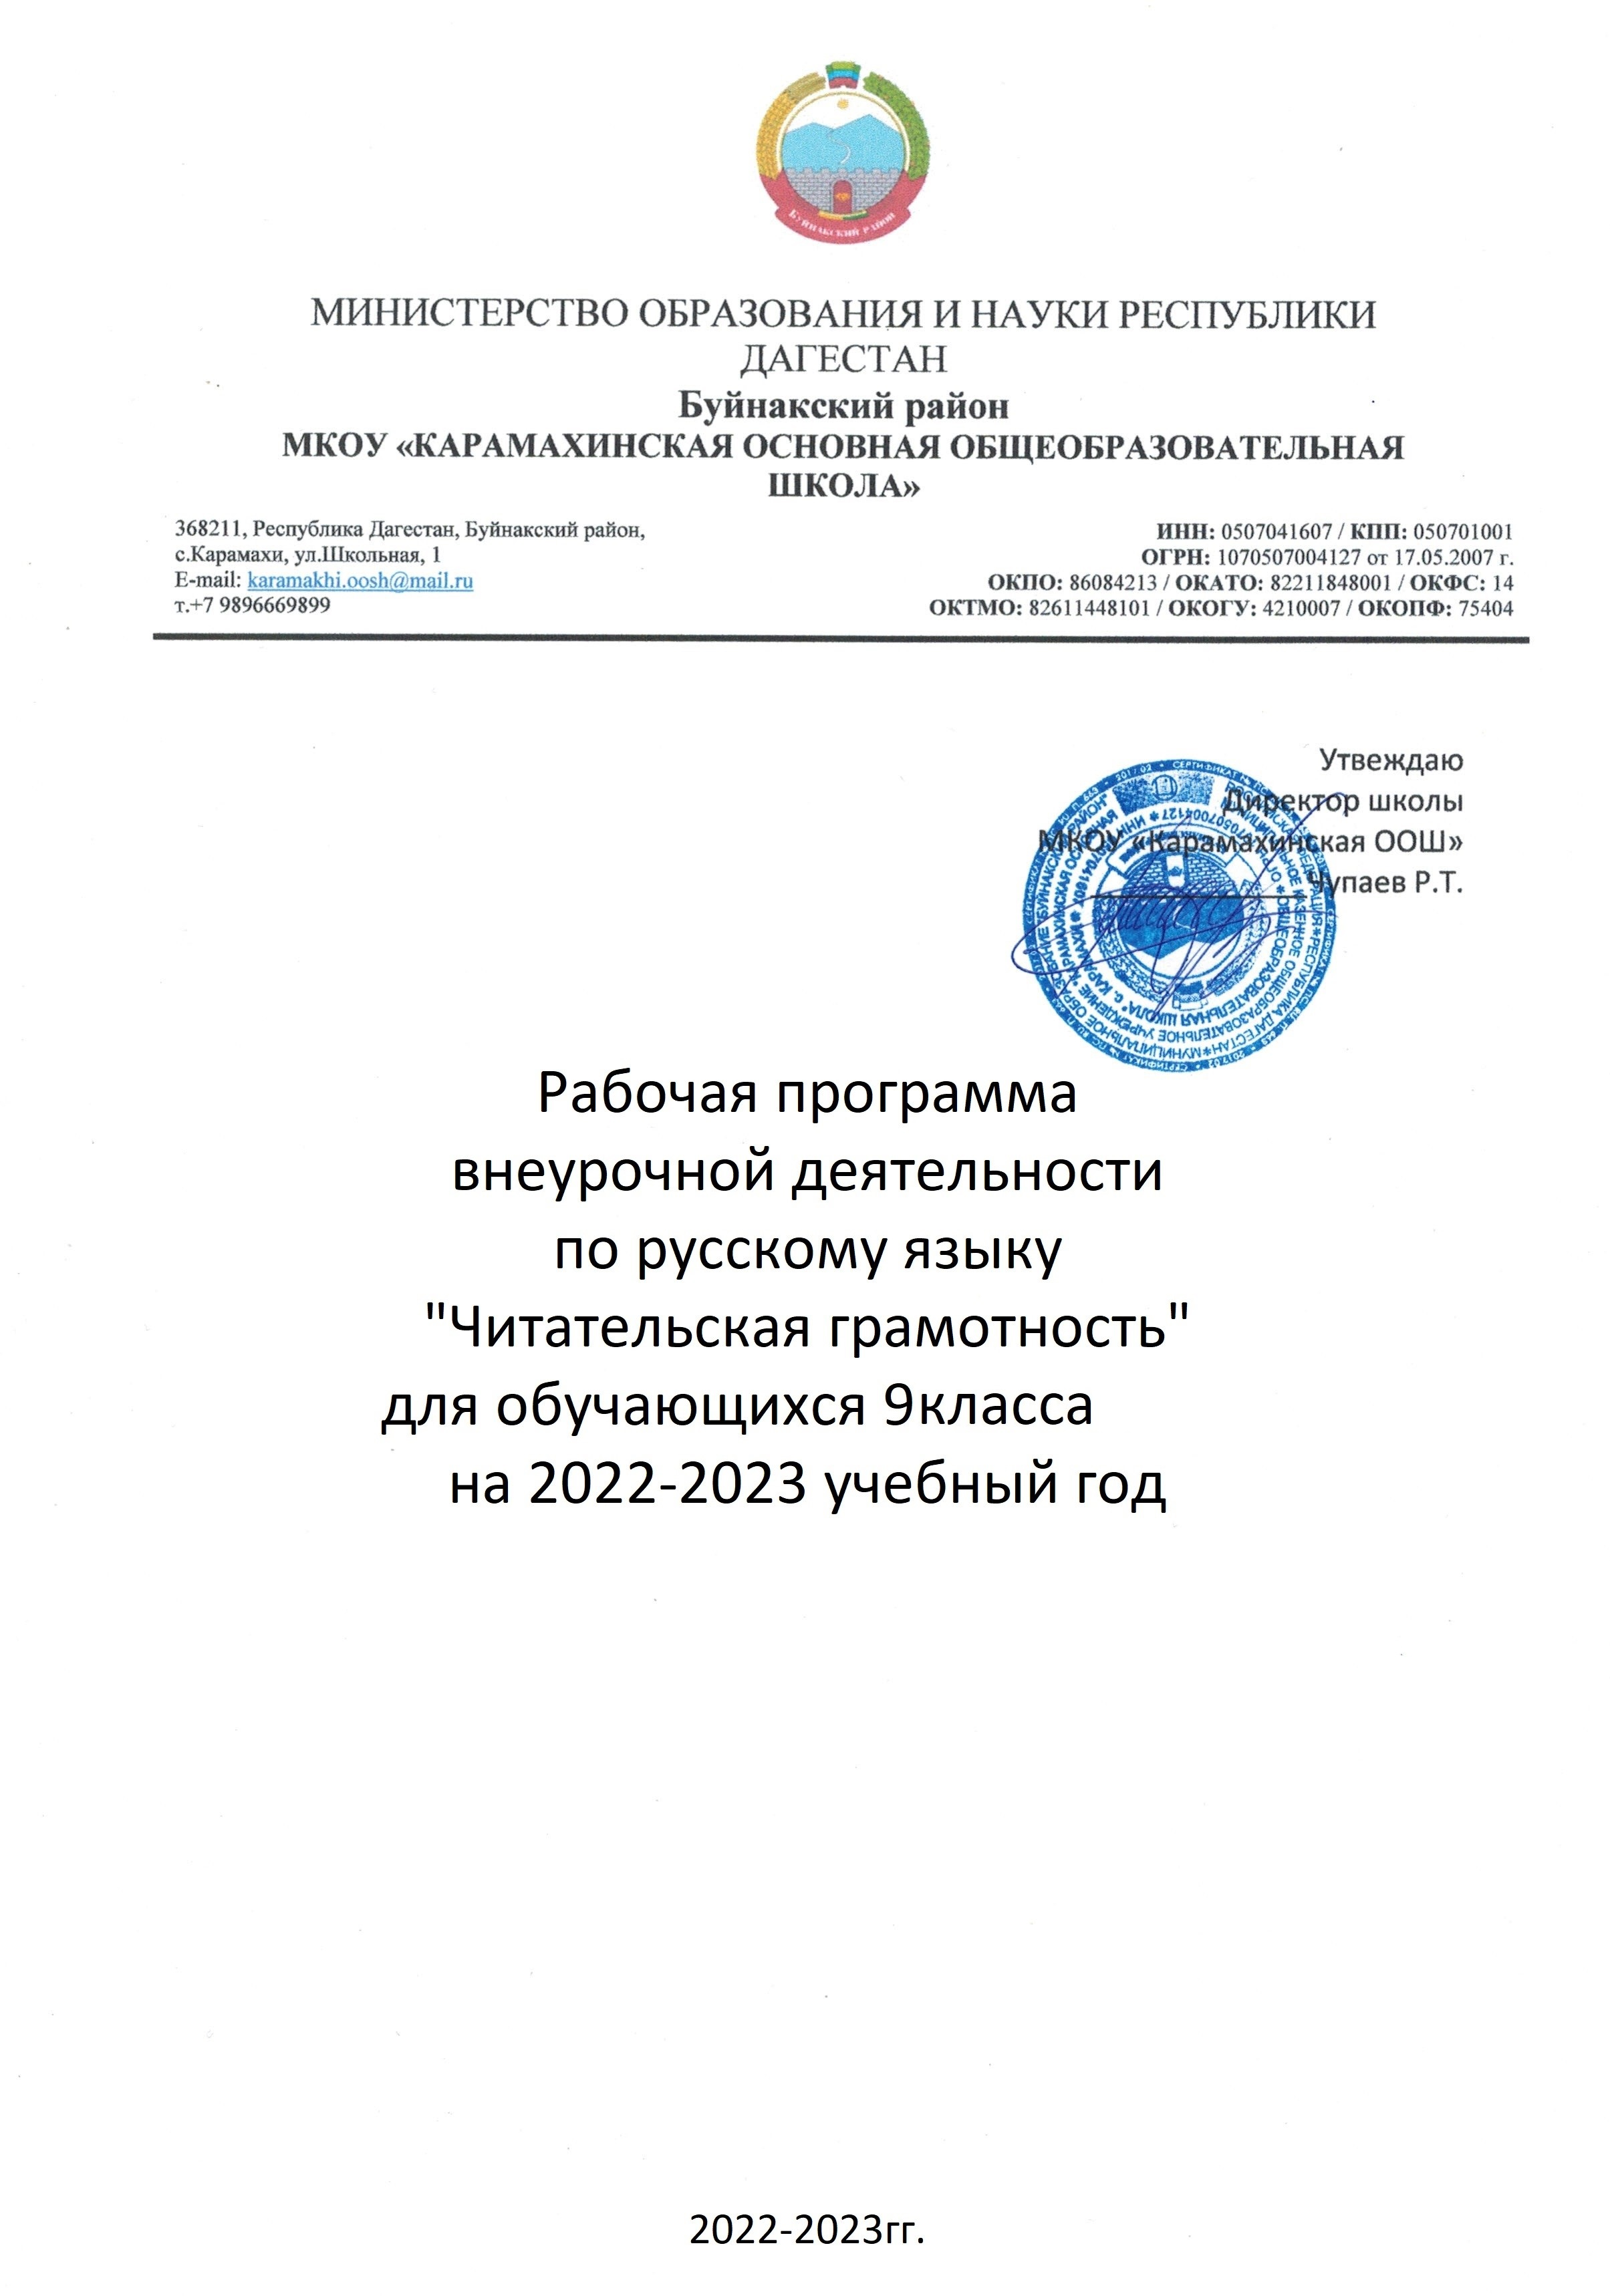 БУЙНАКСКИЙ РАЙОН
МИНИСТЕРСТВО ОБРАЗОВАНИЯ И НАУКИ РЕСПУБЛИКИ
ДАГЕСТАН
Буйнакский район
МКОУ «КАРАМАХИНСКАЯ ОСНОВНАЯ ОБЩЕОБРАЗОВАТЕЛЬНАЯ
ШКОЛА»
368211, Республика Дагестан, Буйнакский район,
с.Карамахи, ул.Школьная, 1
E-mail: karamakhi.oosh@mail.ru
т.+7 9896669899
ИНН: 0507041607 / КПП: 050701001
ОГРН: 1070507004127 от 17.05.2007 г.
ОКПО: 86084213 / ОКАТО: 82211848001 / ОКФС: 14
ОКТМО: 82611448101 / ОКОГУ: 4210007 / ОКОПФ: 75404
Утвеждаю
Директор школы
МКОУ «Карамахинская ООШ»
Чупаев Р.Т.
Рабочая программа
внеурочной деятельности
по русскому языку
"Читательская грамотность"
для обучающихся 9класса
на 2022-2023 учебный год
2022-2023гг.